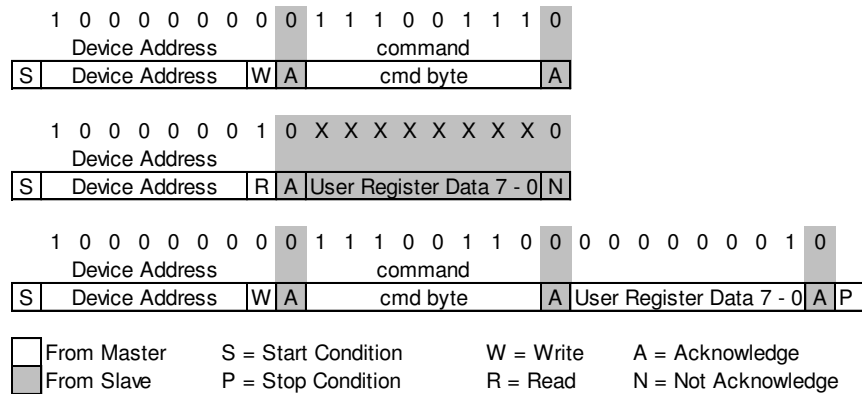 1 0 0 0 0 0 0 0 0 1 1 1 0 0 1 1 1 0
Device Address command
S Device Address W A cmd byte A
1 0 0 0 0 0 0 1 0 X X X X X X X X 0
Device Address
S Device Address R A User Register Data 7 - 0 N
1 0 0 0 0 0 0 0 0 1 1 1 0 0 1 1 0 0 0 0 0 0 0 0 1 0 0
Device Address command
S Device Address W A cmd byte A User Register Data 7 - 0 A P
From Master S = Start Condition W = Write A = Acknowledge
From Slave P = Stop Condition R = Read N = Not Acknowledge